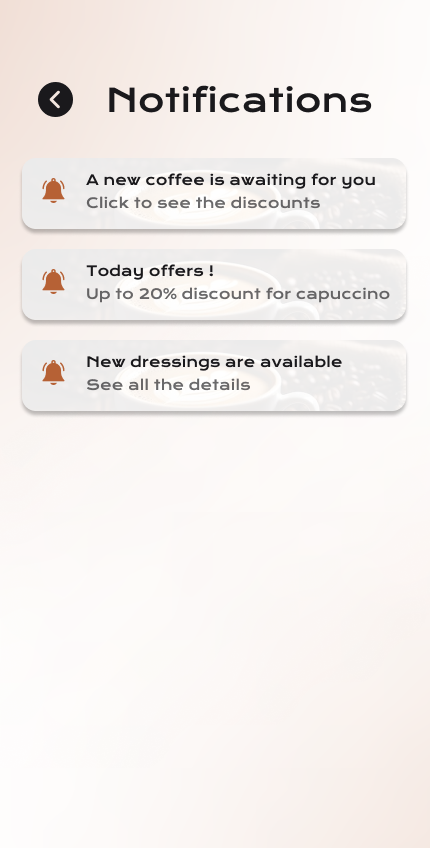 Notifications
A new coffee is awaiting for you
Click to see the discounts
Today offers !
Up to 20% discount for capuccino
New dressings are available
See all the details